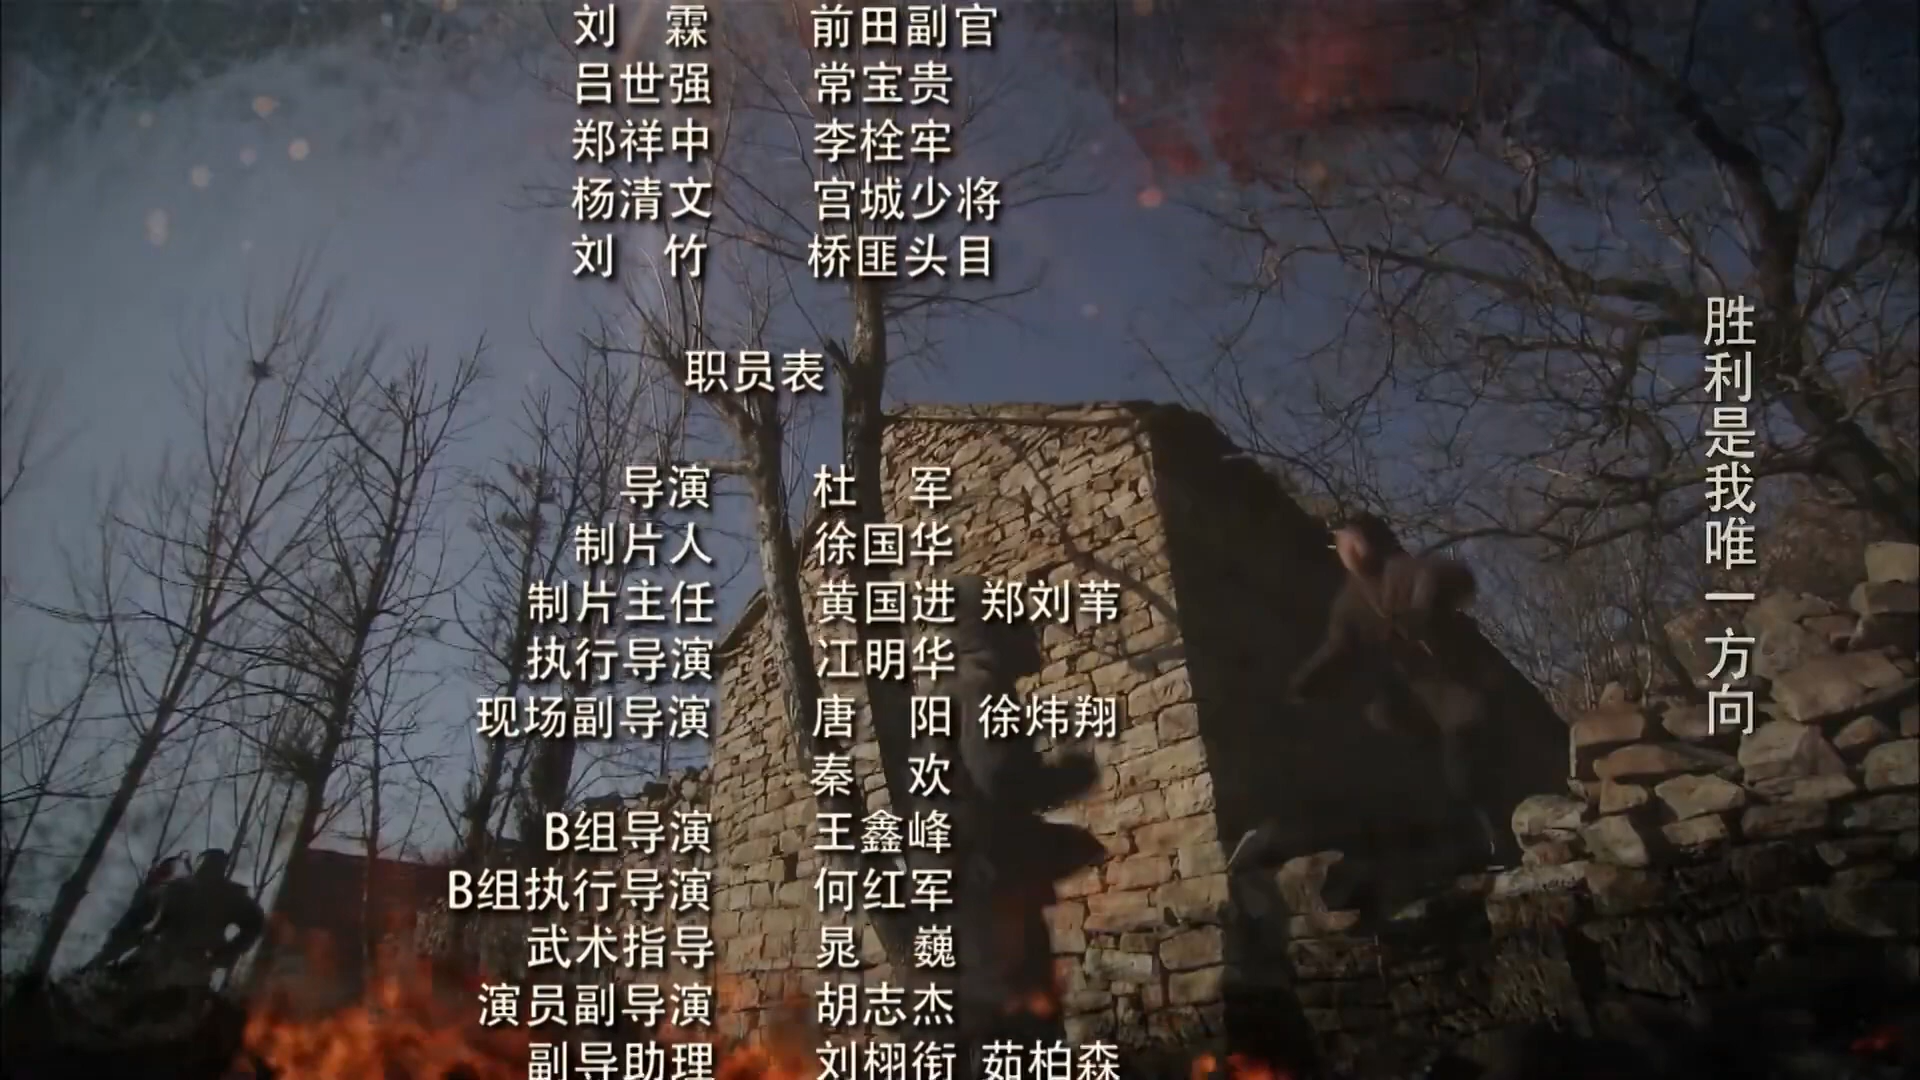 刘霖 前田副官
吕世强 常宝贵
郑祥中 李栓牢
杨清文 宫城少将
刘竹 桥匪头目
职员表
导演 杜军
制片人 徐国华
制片主任 黄国进 郑刘苇
执行导演 江明华
现场副导演 唐阳 徐炜翔
秦欢
B组导演 王鑫峰
B组执行导演 何红军
武术指导 晁巍
演员副导演 胡志杰
副导助理 刘栩衔 茹柏森
胜利是我唯一方向